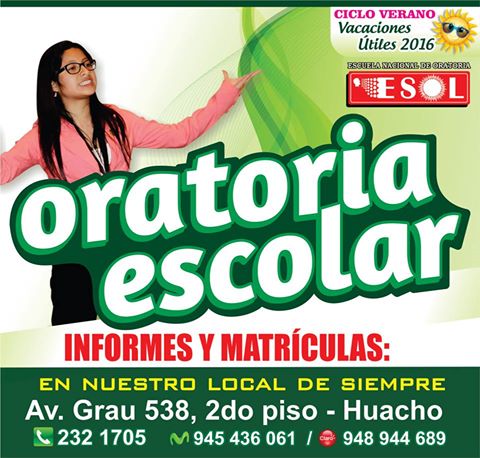 CICLO VERANO
Vacaciones
Útiles 2016
ESCUELA NACIONAL DE ORATORIA
ESOL
oratoria
escolar
INFORMES Y MATRÍCULAS:
EN NUESTRO LOCAL DE SIEMPRE
Av. Grau 538, 2do piso - Huacho
232 1705 945 436 061 / Claro 948 944 689